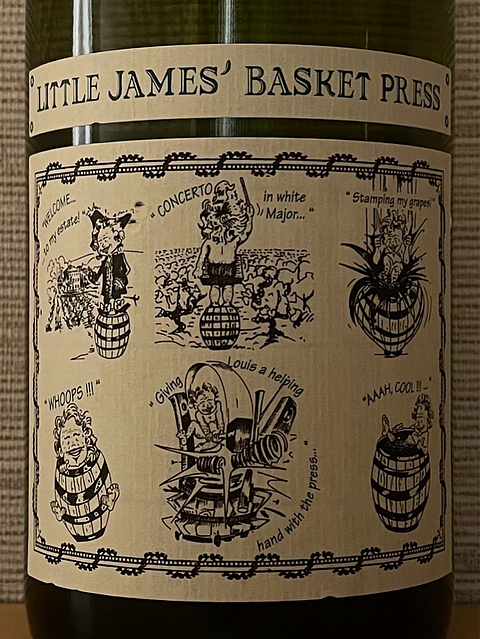 LITTLE JAMES' BASKET PRESS
"WELCOME...
to my estate!"
"CONCERTO
in white
Major..."
"Stamping my grapes!"
"WHOOPS !!!"
"Giving Louis a helping
hand with the press..."
"AAAH, COOL !!!..."